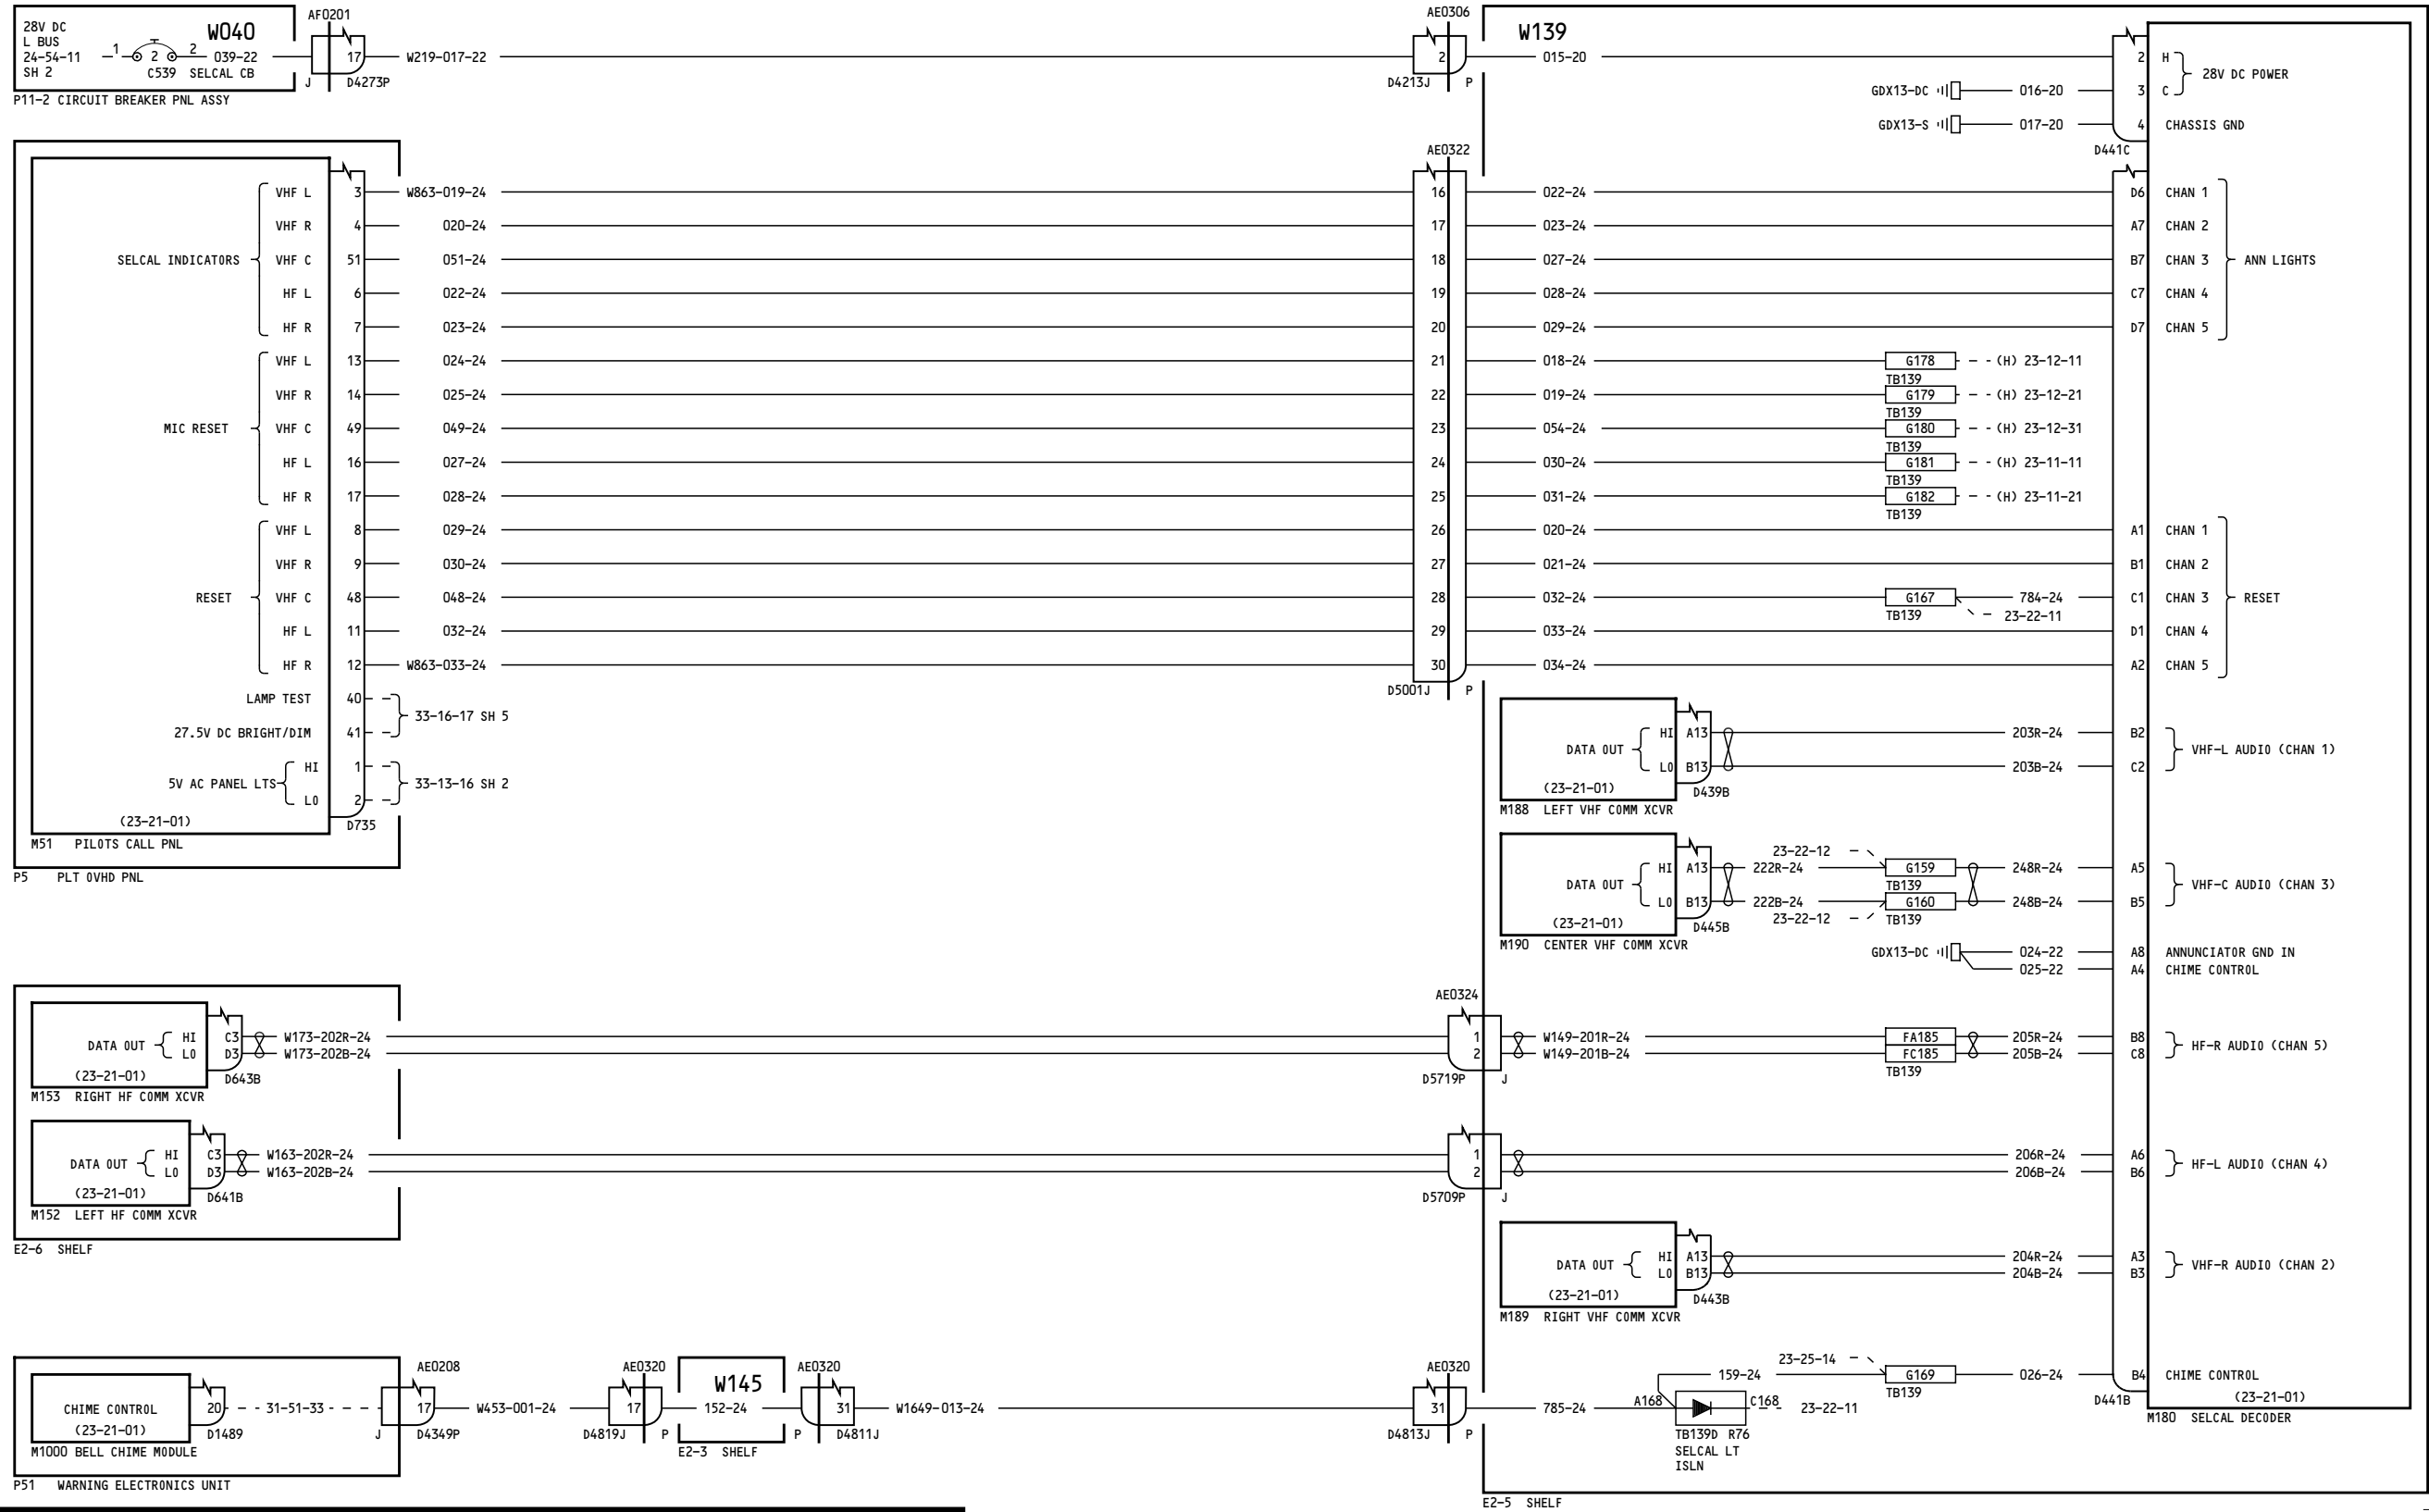 28V DC
L BUS
24-54-11
SH 2
1 2 2
C539
W040
039-22
SELCAL CB
P11-2 CIRCUIT BREAKER PNL ASSY
AF0201
17
J D4273P
W219-017-22
AE0306
2
D4213J P
W139
015-20
2 H
28V DC POWER
GDX13-DC 016-20 3 C
GDX13-S 017-20 4 CHASSIS GND
D441C
AE0322
SELCAL INDICATORS
VHF L 3 W863-019-24 16 022-24 D6 CHAN 1
VHF R 4 020-24 17 023-24 A7 CHAN 2
VHF C 51 051-24 18 027-24 B7 CHAN 3 ANN LIGHTS
HF L 6 022-24 19 028-24 C7 CHAN 4
HF R 7 023-24 20 029-24 D7 CHAN 5
MIC RESET
VHF L 13 024-24 21 018-24 G178 (H) 23-12-11
TB139
VHF R 14 025-24 22 019-24 G179 (H) 23-12-21
TB139
VHF C 49 049-24 23 054-24 G180 (H) 23-12-31
TB139
HF L 16 027-24 24 030-24 G181 (H) 23-11-11
TB139
HF R 17 028-24 25 031-24 G182 (H) 23-11-21
TB139
RESET
VHF L 8 029-24 26 020-24 A1 CHAN 1
VHF R 9 030-24 27 021-24 B1 CHAN 2
VHF C 48 048-24 28 032-24 G167 784-24 C1 CHAN 3 RESET
TB139 23-22-11
HF L 11 032-24 29 033-24 D1 CHAN 4
HF R 12 W863-033-24 30 034-24 A2 CHAN 5
D5001J P
LAMP TEST 40
33-16-17 SH 5
27.5V DC BRIGHT/DIM 41
5V AC PANEL LTS
HI 1
33-13-16 SH 2
LO 2
(23-21-01)
D735
M51 PILOTS CALL PNL
P5 PLT OVHD PNL
DATA OUT
HI A13 203R-24 B2
VHF-L AUDIO (CHAN 1)
LO B13 203B-24 C2
(23-21-01)
D439B
M188 LEFT VHF COMM XCVR
23-22-12
DATA OUT
HI A13 222R-24 G159 248R-24 A5
TB139
VHF-C AUDIO (CHAN 3)
LO B13 222B-24 G160 248B-24 B5
23-22-12 TB139
(23-21-01)
D445B
M190 CENTER VHF COMM XCVR
GDX13-DC 024-22 A8 ANNUNCIATOR GND IN
025-22 A4 CHIME CONTROL
AE0324
DATA OUT
HI C3 W173-202R-24 1 W149-201R-24 FA185 205R-24 B8
HF-R AUDIO (CHAN 5)
LO D3 W173-202B-24 2 W149-201B-24 FC185 205B-24 C8
TB139
(23-21-01)
D643B
D5719P J
M153 RIGHT HF COMM XCVR
DATA OUT
HI C3 W163-202R-24 1 206R-24 A6
HF-L AUDIO (CHAN 4)
LO D3 W163-202B-24 2 206B-24 B6
(23-21-01)
D641B
D5709P J
M152 LEFT HF COMM XCVR
E2-6 SHELF
DATA OUT
HI A13 204R-24 A3
VHF-R AUDIO (CHAN 2)
LO B13 204B-24 B3
(23-21-01)
D443B
M189 RIGHT VHF COMM XCVR
23-25-14
159-24 G169 026-24 B4 CHIME CONTROL
TB139
D441B
(23-21-01)
M180 SELCAL DECODER
AE0208 AE0320 W145 AE0320 AE0320
CHIME CONTROL 20 31-51-33 17 W453-001-24 17 152-24 31 W1649-013-24 31 785-24 A168 C168 23-22-11
(23-21-01)
D1489 J D4349P D4819J P P D4811J D4813J P
M1000 BELL CHIME MODULE
E2-3 SHELF
TB139D R76
SELCAL LT
ISLN
P51 WARNING ELECTRONICS UNIT
E2-5 SHELF